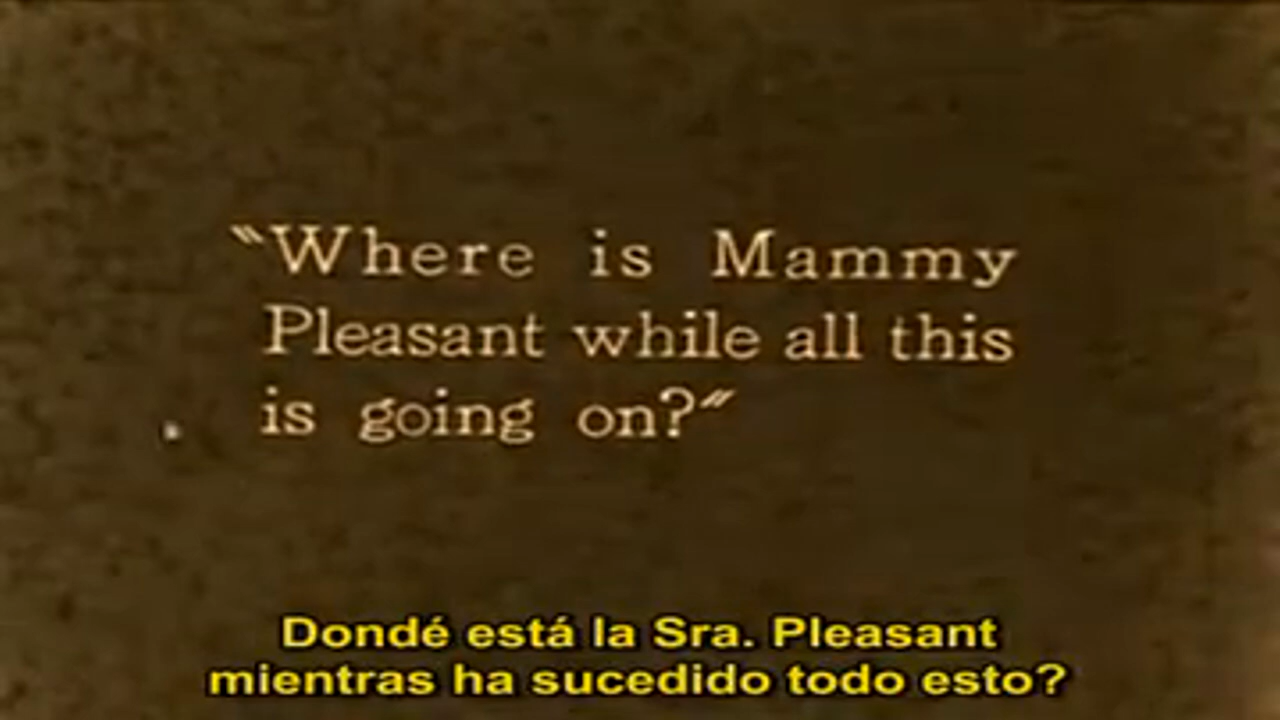 "Where is Mammy
Pleasant while all this
is going on?"
Dondé está la Sra. Pleasant
mientras ha sucedido todo esto?